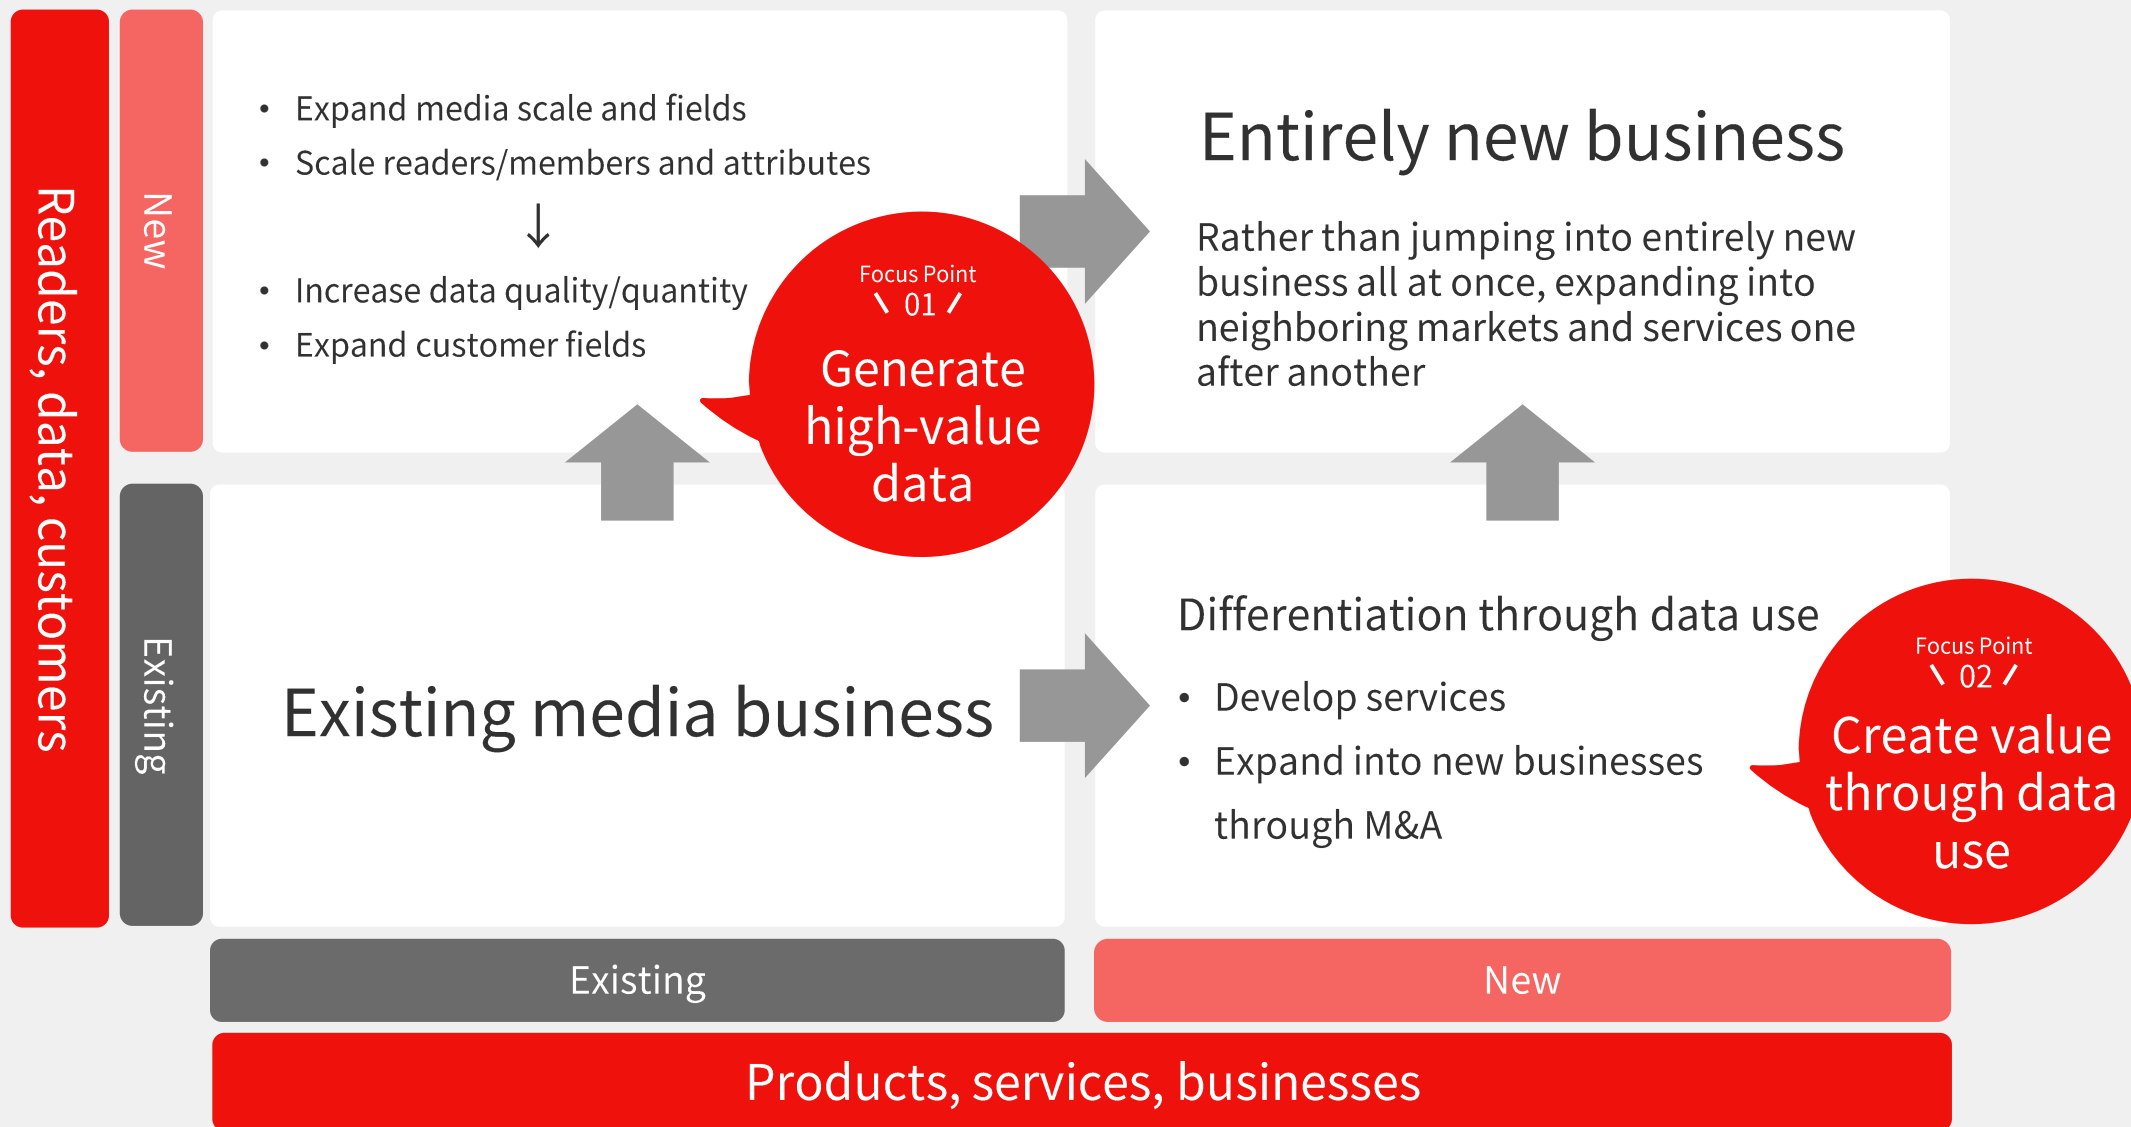 Readers, data, customers
New
• Expand media scale and fields
• Scale readers/members and attributes
↓
• Increase data quality/quantity
• Expand customer fields
Focus Point
\ 01 /
Generate
high-value
data
Entirely new business
Rather than jumping into entirely new
business all at once, expanding into
neighboring markets and services one
after another
Existing
Existing media business
Differentiation through data use
• Develop services
• Expand into new businesses
through M&A
Focus Point
\ 02 /
Create value
through data
use
Existing
New
Products, services, businesses